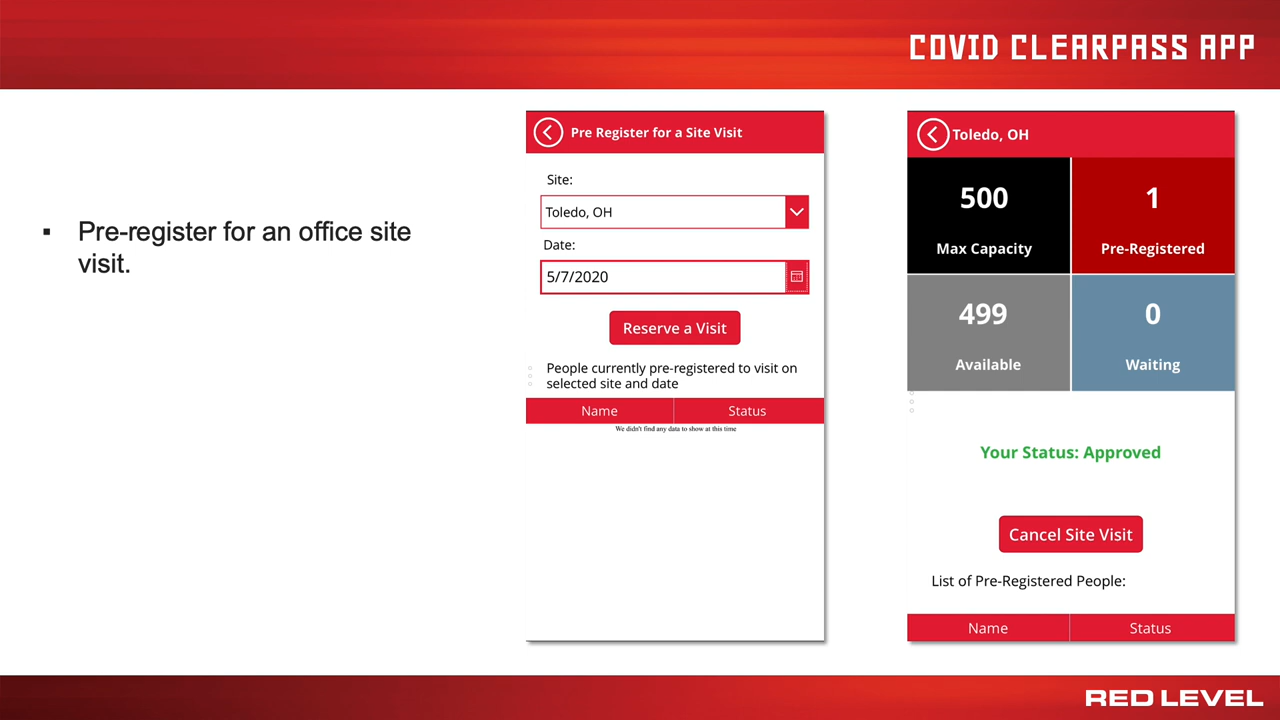 COVID CLEARPASS APP
▪ Pre-register for an office site
visit.
Pre Register for a Site Visit
Site:
Toledo, OH
Date:
5/7/2020
Reserve a Visit
People currently pre-registered to visit on
selected site and date
Name Status
We didn't find any data to show at this time
Toledo, OH
500 1
Max Capacity Pre-Registered
499 0
Available Waiting
Your Status: Approved
Cancel Site Visit
List of Pre-Registered People:
Name Status
RED LEVEL